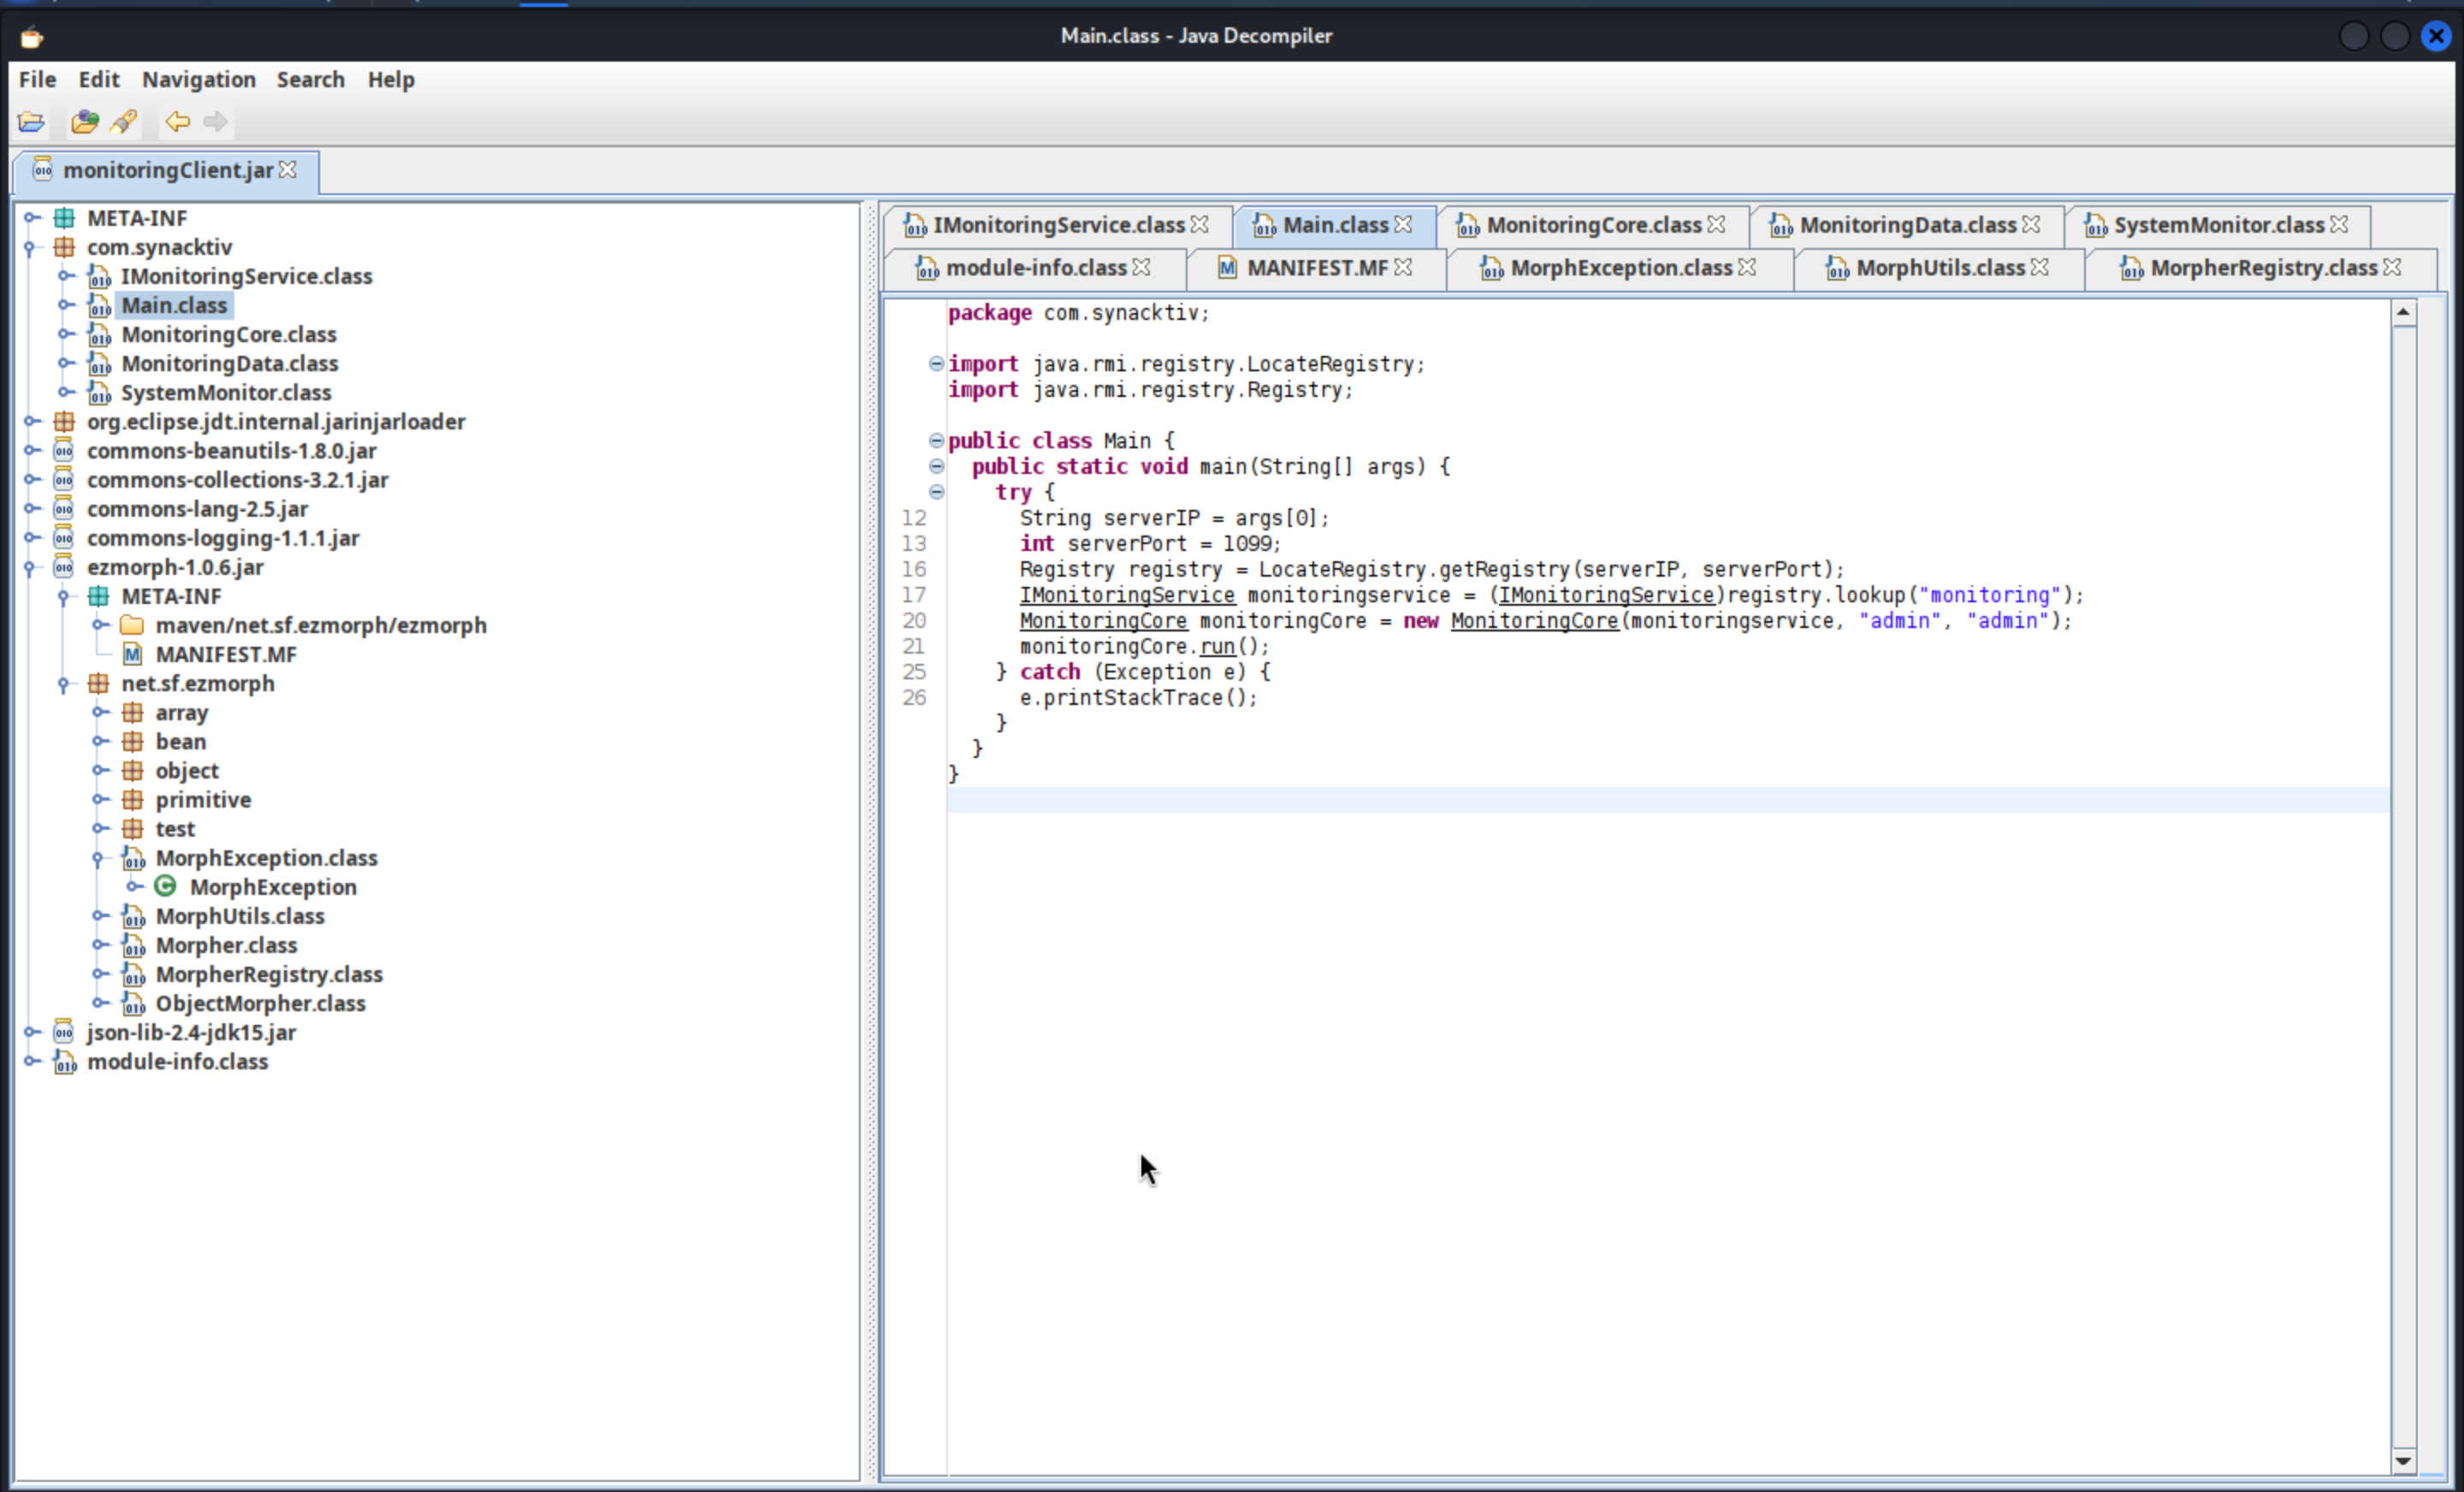 Main.class - Java Decompiler
File Edit Navigation Search Help
monitoringClient.jar
META-INF
com.synacktiv
IMonitoringService.class
Main.class
MonitoringCore.class
MonitoringData.class
SystemMonitor.class
org.eclipse.jdt.internal.jarinjarloader
commons-beanutils-1.8.0.jar
commons-collections-3.2.1.jar
commons-lang-2.5.jar
commons-logging-1.1.1.jar
ezmorph-1.0.6.jar
META-INF
maven/net.sf.ezmorph/ezmorph
MANIFEST.MF
net.sf.ezmorph
array
bean
object
primitive
test
MorphException.class
MorphException
MorphUtils.class
Morpher.class
MorpherRegistry.class
ObjectMorpher.class
json-lib-2.4-jdk15.jar
module-info.class
IMonitoringService.class Main.class MonitoringCore.class MonitoringData.class SystemMonitor.class
module-info.class MANIFEST.MF MorphException.class MorphUtils.class MorpherRegistry.class
package com.synacktiv;
import java.rmi.registry.LocateRegistry;
import java.rmi.registry.Registry;
public class Main {
public static void main(String[] args) {
try {
12 String serverIP = args[0];
13 int serverPort = 1099;
16 Registry registry = LocateRegistry.getRegistry(serverIP, serverPort);
17 IMonitoringService monitoringservice = (IMonitoringService)registry.lookup("monitoring");
20 MonitoringCore monitoringCore = new MonitoringCore(monitoringservice, "admin", "admin");
21 monitoringCore.run();
25 } catch (Exception e) {
26 e.printStackTrace();
}
}
}